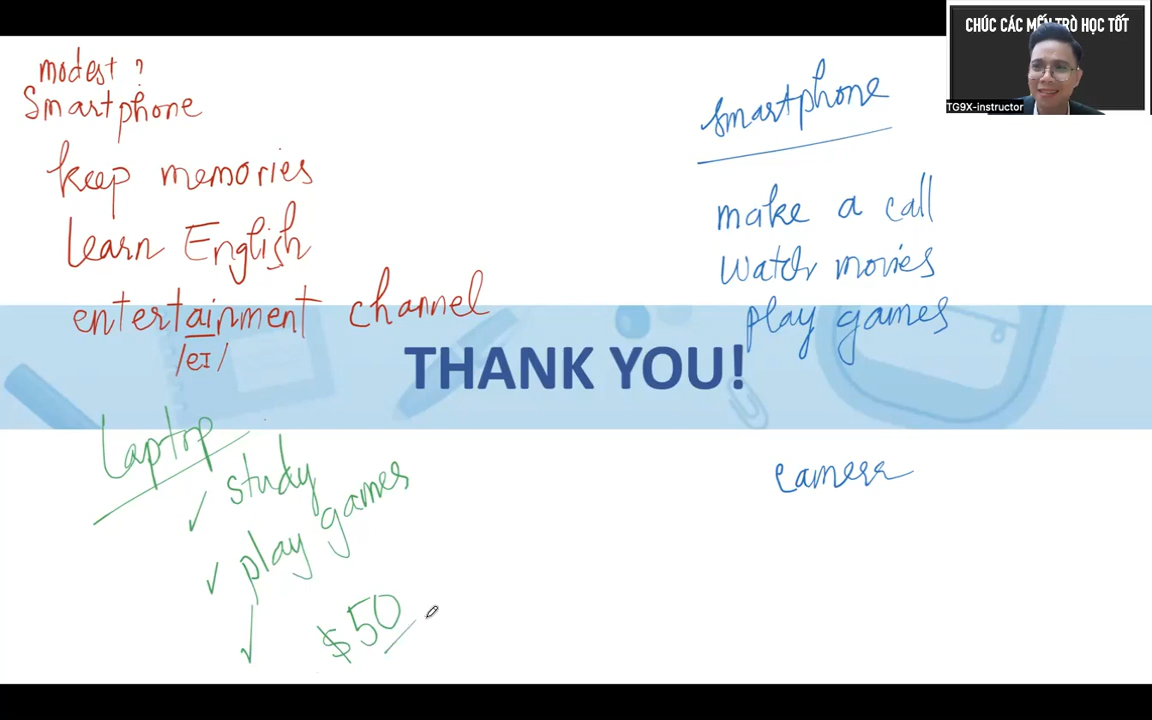 CHÚC CÁC MẾN TRÒ HỌC TỐT
TG9X-instructor
modest ?
Smartphone
keep memories
learn English
entertainment channel
/eɪ/
Smartphone
make a call
Watch movies
play games
THANK YOU!
Laptop
✓ study
✓ play games
✓
$50
camera